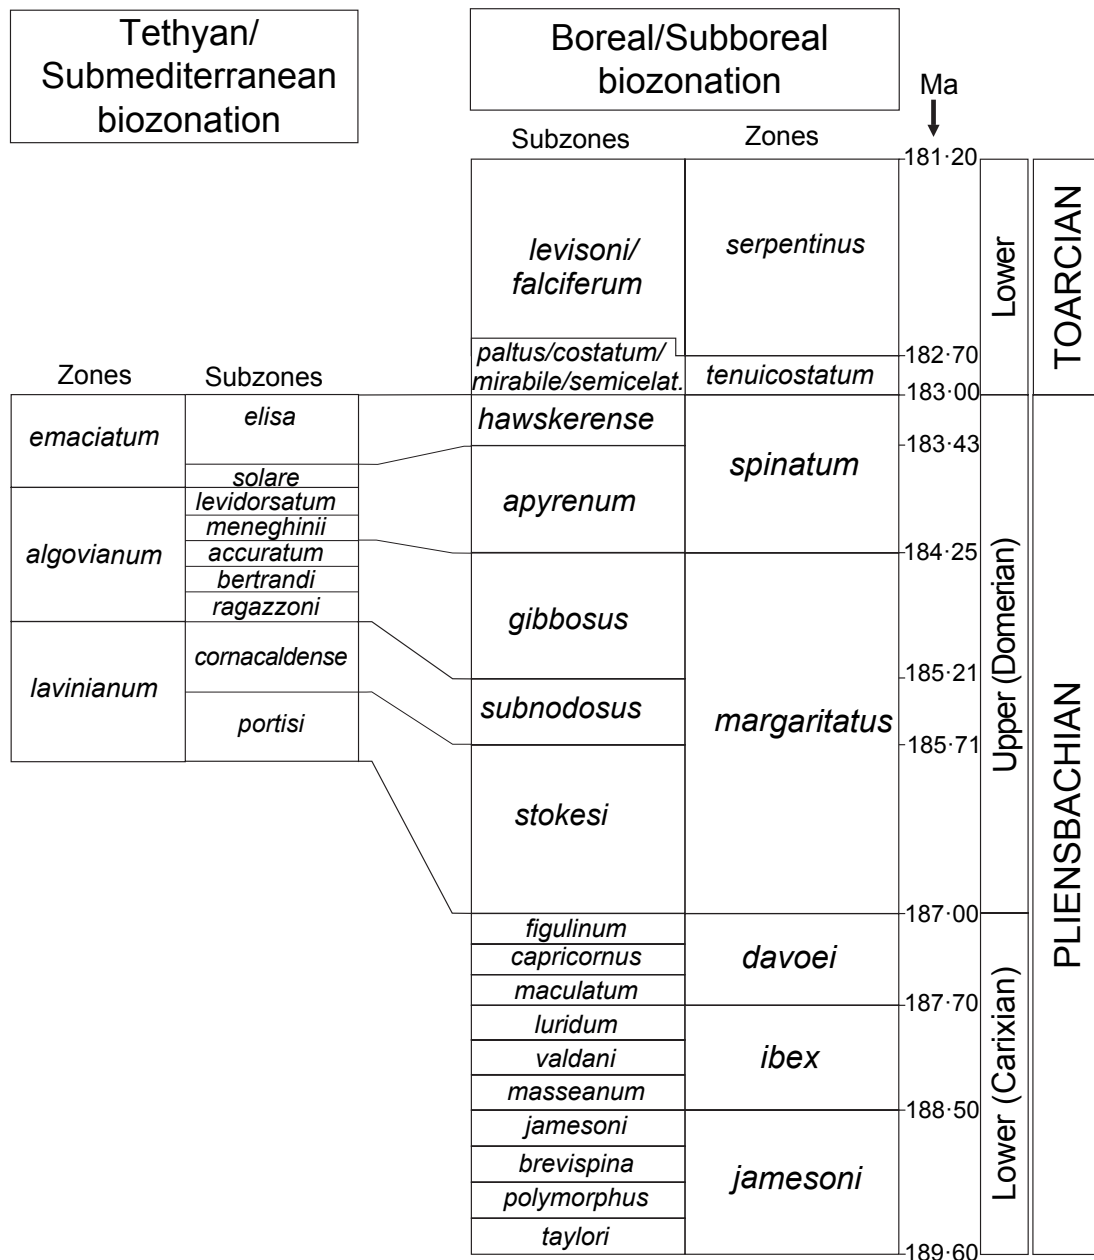 Tethyan/
Submediterranean
biozonation
Boreal/Subboreal
biozonation
Ma
Subzones
Zones
181·20
levisoni/
falciferum
serpentinus
Lower
TOARCIAN
paltus/costatum/
mirabile/semicelat.
tenuicostatum
182·70
183·00
Zones
Subzones
emaciatum
elisa
solare
algovianum
levidorsatum
meneghinii
accuratum
bertrandi
ragazzoni
lavinianum
cornacaldense
portisi
hawskerense
183·43
apyrenum
spinatum
184·25
gibbosus
185·21
subnodosus
margaritatus
185·71
stokesi
187·00
Upper (Domerian)
PLIENSBACHIAN
figulinum
capricornus
maculatum
davoei
187·70
luridum
valdani
masseanum
ibex
188·50
jamesoni
brevispina
polymorphus
taylori
jamesoni
189·60
Lower (Carixian)